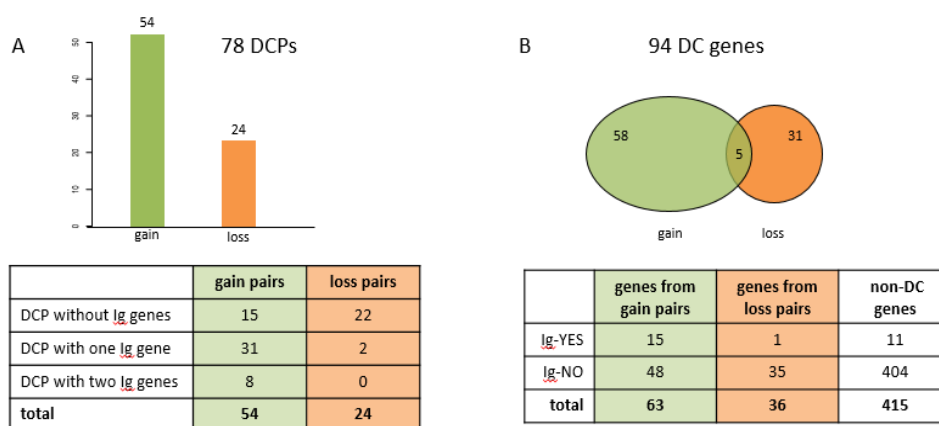 A
78 DCPs
54
24
50
40
30
20
10
0
gain
loss
gain pairs loss pairs
DCP without Ig genes 15 22
DCP with one Ig gene 31 2
DCP with two Ig genes 8 0
total 54 24
B
94 DC genes
58
5
31
gain
loss
genes from gain pairs genes from loss pairs non-DC genes
Ig-YES 15 1 11
Ig-NO 48 35 404
total 63 36 415